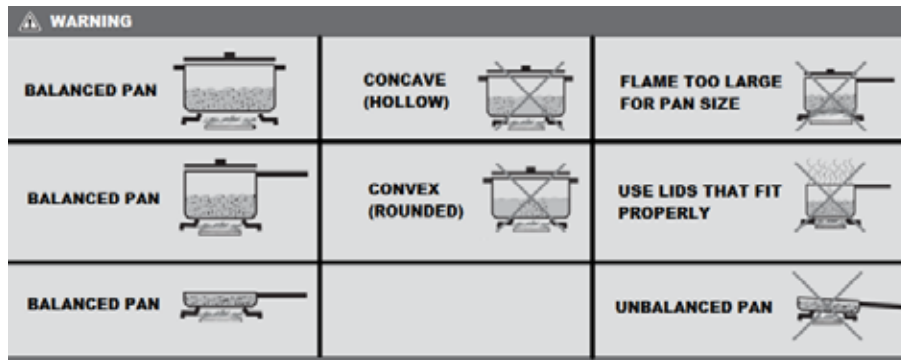 WARNING
BALANCED PAN
CONCAVE
(HOLLOW)
FLAME TOO LARGE
FOR PAN SIZE
BALANCED PAN
CONVEX
(ROUNDED)
USE LIDS THAT FIT
PROPERLY
BALANCED PAN
UNBALANCED PAN